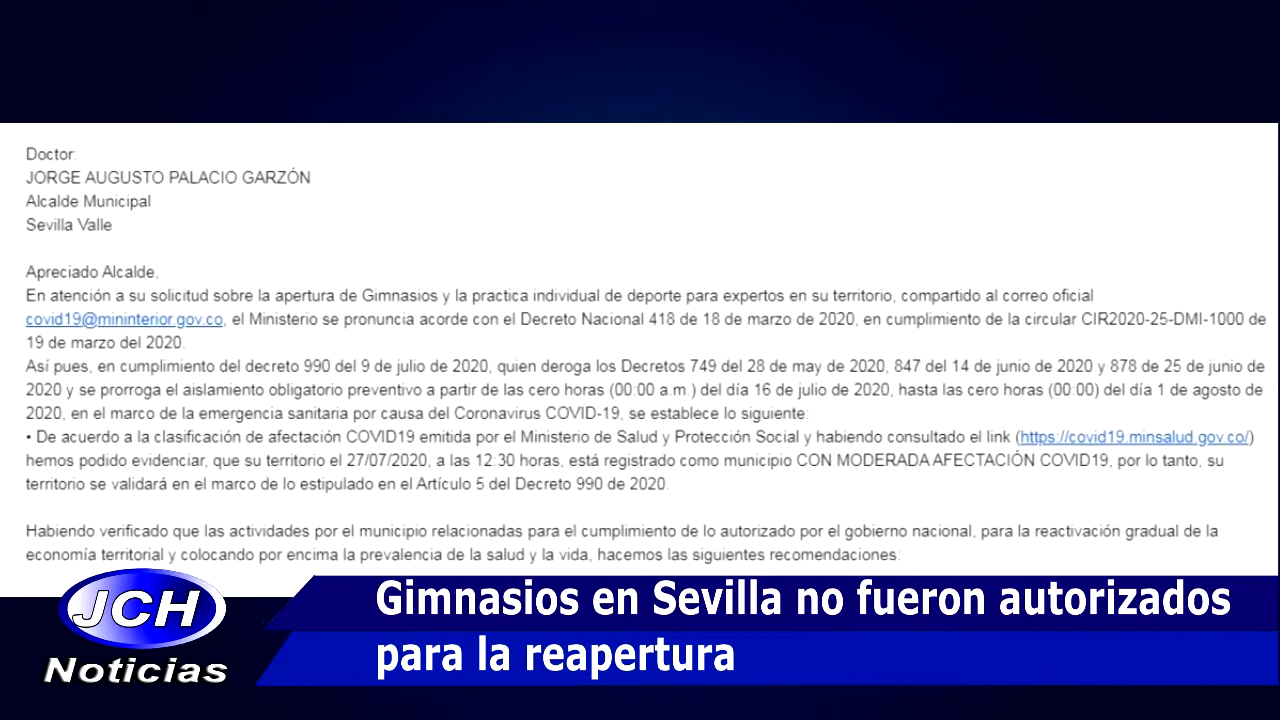 Doctor:
JORGE AUGUSTO PALACIO GARZÓN
Alcalde Municipal
Sevilla Valle
Apreciado Alcalde,
En atención a su solicitud sobre la apertura de Gimnasios y la practica individual de deporte para expertos en su territorio, compartido al correo oficial
covid19@mininterior.gov.co, el Ministerio se pronuncia acorde con el Decreto Nacional 418 de 18 de marzo de 2020, en cumplimiento de la circular CIR2020-25-DMI-1000 de
19 de marzo del 2020.
Así pues, en cumplimiento del decreto 990 del 9 de julio de 2020, quien deroga los Decretos 749 del 28 de may de 2020, 847 del 14 de junio de 2020 y 878 de 25 de junio de
2020 y se prorroga el aislamiento obligatorio preventivo a partir de las cero horas (00:00 a.m.) del día 16 de julio de 2020, hasta las cero horas (00:00) del día 1 de agosto de
2020, en el marco de la emergencia sanitaria por causa del Coronavirus COVID-19, se establece lo siguiente:
• De acuerdo a la clasificación de afectación COVID19 emitida por el Ministerio de Salud y Protección Social y habiendo consultado el link (https://covid19.minsalud.gov.co/)
hemos podido evidenciar, que su territorio el 27/07/2020, a las 12:30 horas, está registrado como municipio CON MODERADA AFECTACIÓN COVID19, por lo tanto, su
territorio se validará en el marco de lo estipulado en el Artículo 5 del Decreto 990 de 2020.
Habiendo verificado que las actividades por el municipio relacionadas para el cumplimiento de lo autorizado por el gobierno nacional, para la reactivación gradual de la
economía territorial y colocando por encima la prevalencia de la salud y la vida, hacemos las siguientes recomendaciones:
JCH
Noticias
Gimnasios en Sevilla no fueron autorizados
para la reapertura